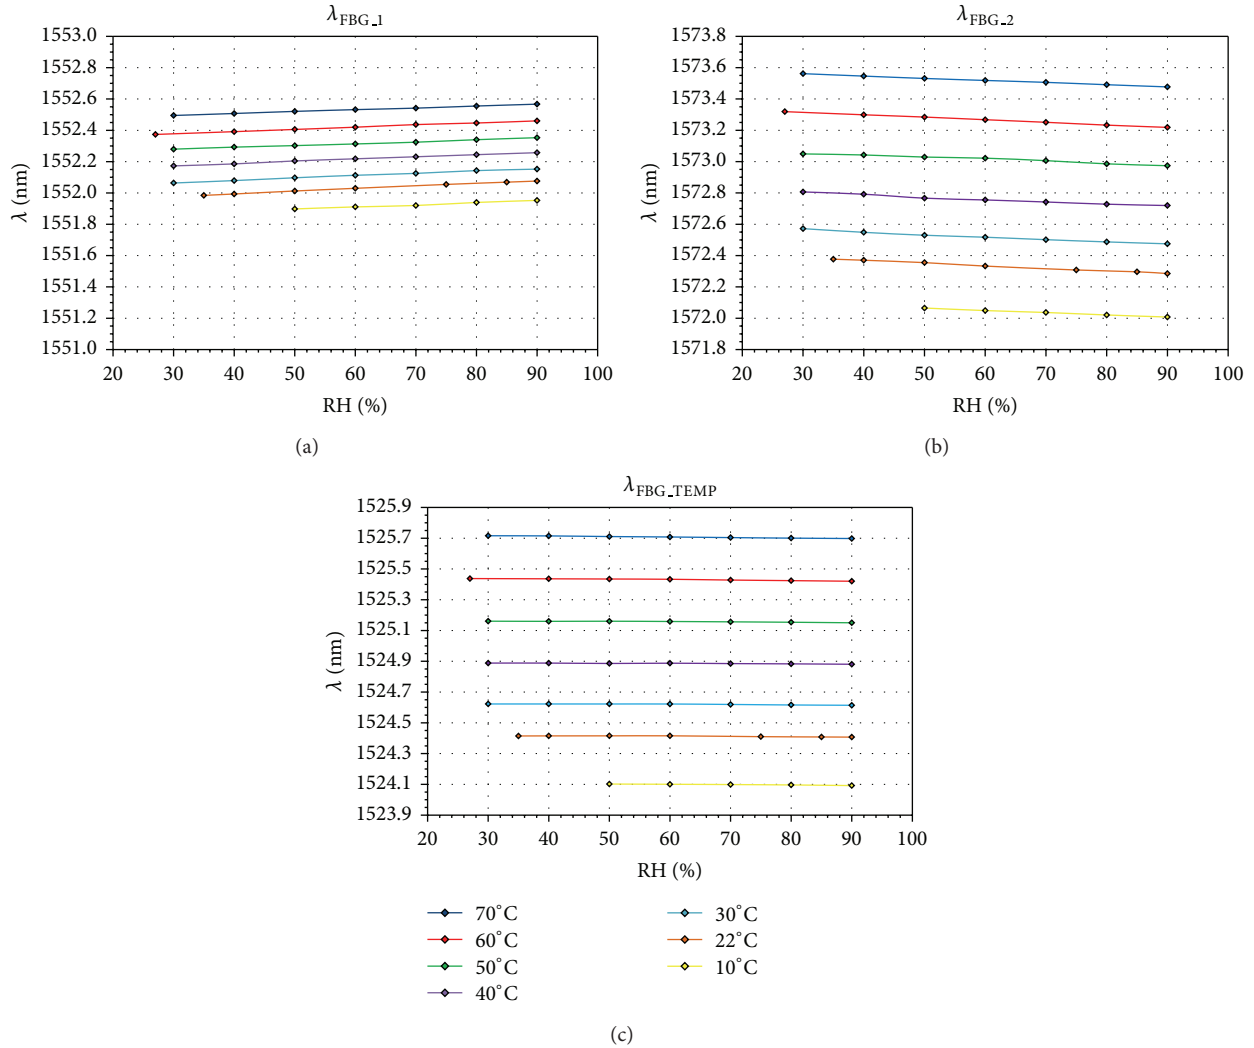 λFBG_1
1553.0
1552.8
1552.6
1552.4
1552.2
1552.0
1551.8
1551.6
1551.4
1551.2
1551.0
λ (nm)
20 30 40 50 60 70 80 90 100
RH (%)
(a)
λFBG_2
1573.8
1573.6
1573.4
1573.2
1573.0
1572.8
1572.6
1572.4
1572.2
1572.0
1571.8
λ (nm)
20 30 40 50 60 70 80 90 100
RH (%)
(b)
λFBG_TEMP
1525.9
1525.7
1525.5
1525.3
1525.1
1524.9
1524.7
1524.5
1524.3
1524.1
1523.9
λ (nm)
20 30 40 50 60 70 80 90 100
RH (%)
70°C
60°C
50°C
40°C
30°C
22°C
10°C
(c)